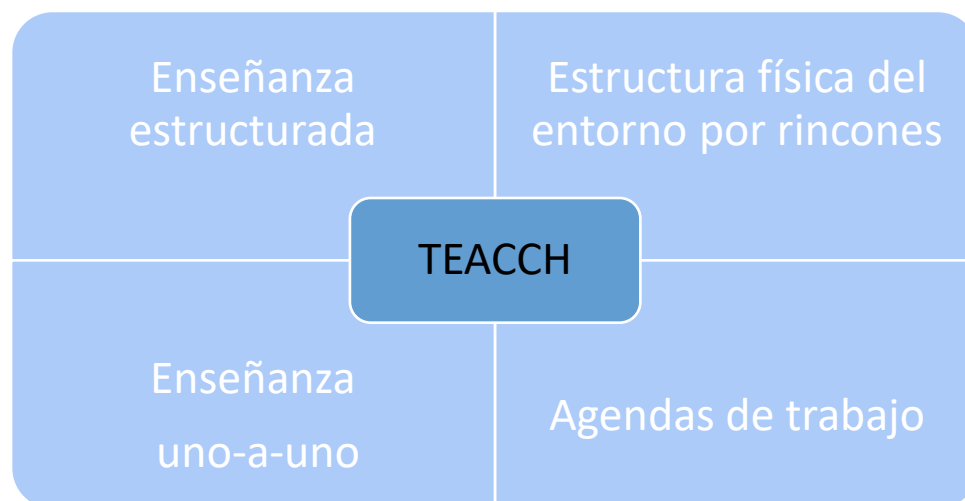 Enseñanza
estructurada
Estructura física del
entorno por rincones
TEACCH
Enseñanza
uno-a-uno
Agendas de trabajo